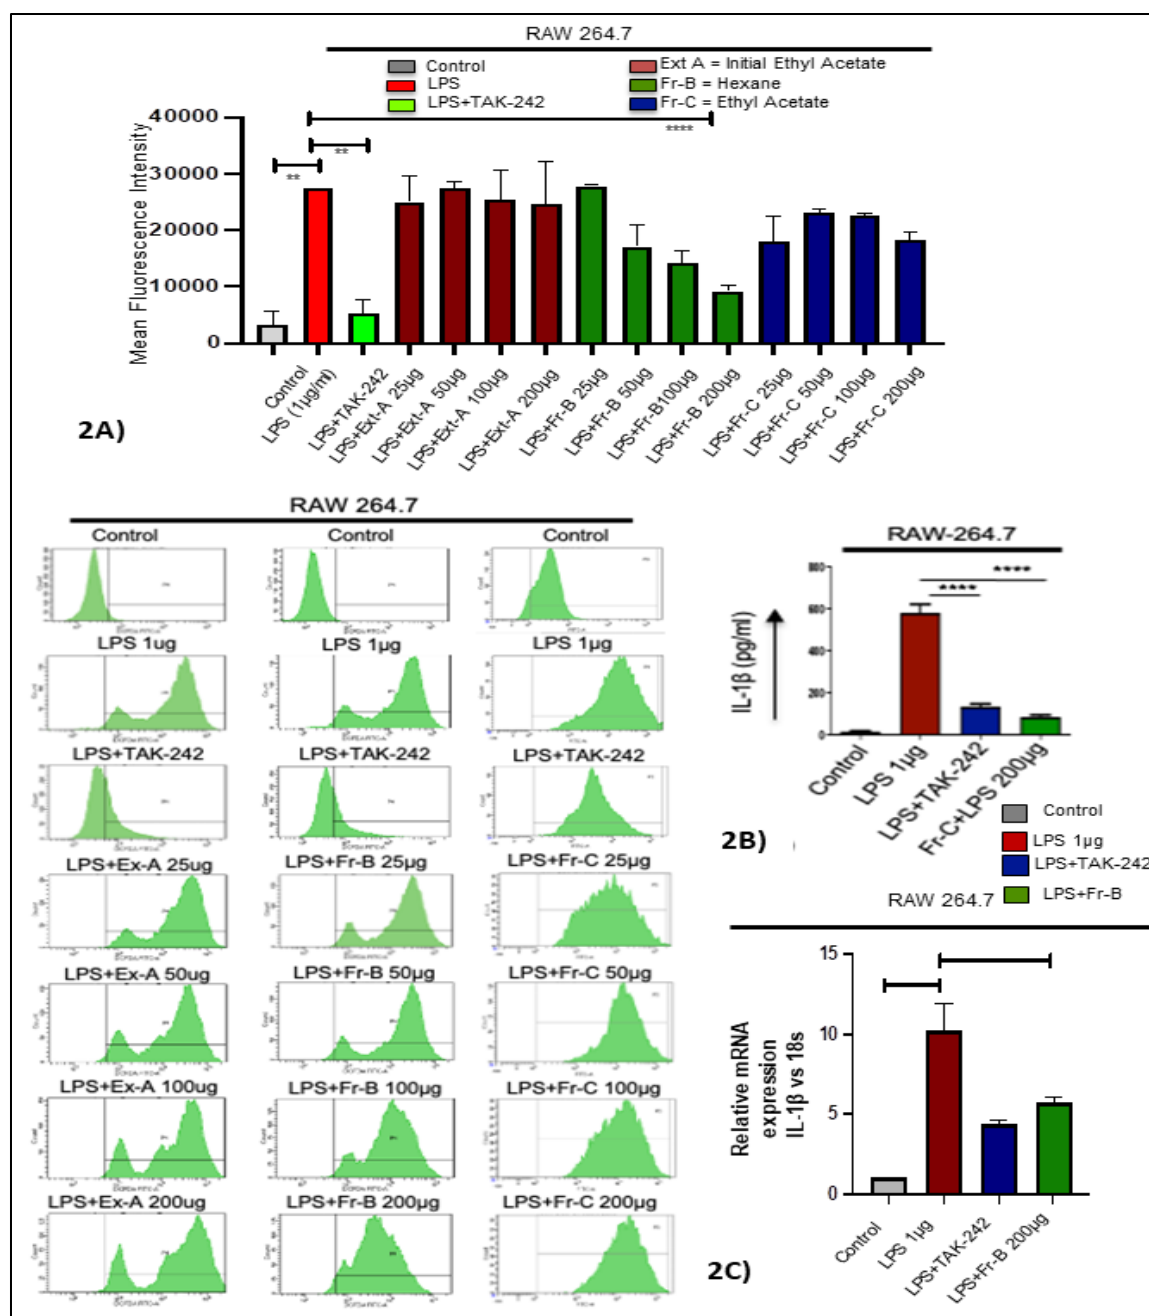 RAW 264.7
Control
LPS
LPS+TAK-242
Ext A = Initial Ethyl Acetate
Fr-B = Hexane
Fr-C = Ethyl Acetate
Mean Fluorescence Intensity
40000
30000
20000
10000
0
**
**
****
Control
LPS (1µg/ml)
LPS+TAK-242
LPS+Ext-A 25µg
LPS+Ext-A 50µg
LPS+Ext-A 100µg
LPS+Ext-A 200µg
LPS+Fr-B 25µg
LPS+Fr-B 50µg
LPS+Fr-B100µg
LPS+Fr-B 200µg
LPS+Fr-C 25µg
LPS+Fr-C 50µg
LPS+Fr-C 100µg
LPS+Fr-C 200µg
2A)
RAW 264.7
Control Control Control
LPS 1ug LPS 1µg LPS 1µg
LPS+TAK-242 LPS+TAK-242 LPS+TAK-242
LPS+Ex-A 25ug LPS+Fr-B 25µg LPS+Fr-C 25µg
LPS+Ex-A 50ug LPS+Fr-B 50µg LPS+Fr-C 50µg
LPS+Ex-A 100ug LPS+Fr-B 100µg LPS+Fr-C 100µg
LPS+Ex-A 200ug LPS+Fr-B 200µg LPS+Fr-C 200µg
RAW-264.7
IL-1β (pg/ml)
800
600
400
200
0
****
****
Control
LPS 1µg
LPS+TAK-242
Fr-C+LPS 200µg
2B)
Control
LPS 1µg
LPS+TAK-242
LPS+Fr-B
RAW 264.7
Relative mRNA
expression
IL-1β vs 18s
15
10
5
0
Control
LPS 1µg
LPS+TAK-242
LPS+Fr-B 200µg
2C)